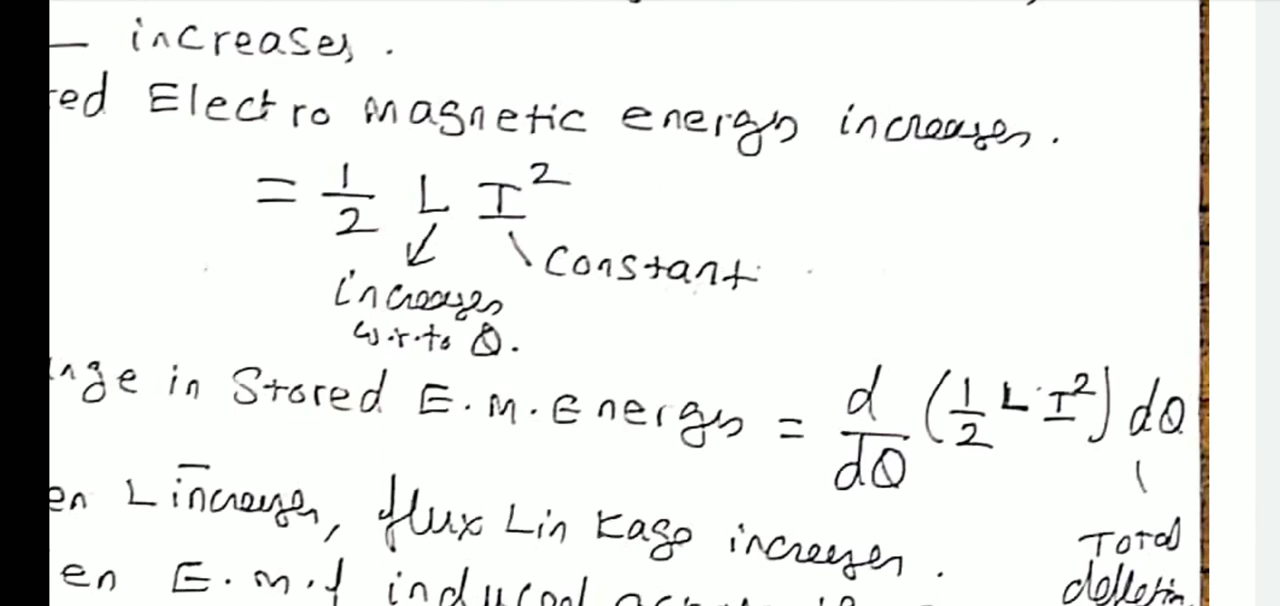 increases.
ed Electro magnetic energy increases.
= 1/2 L I²
constant
increases
w.r.to θ.
nge in Stored E.M.Energy = d/dθ (1/2 L I²) dθ
en L increases, flux Linkage increases.
Total
en E.m.f induced
deflection